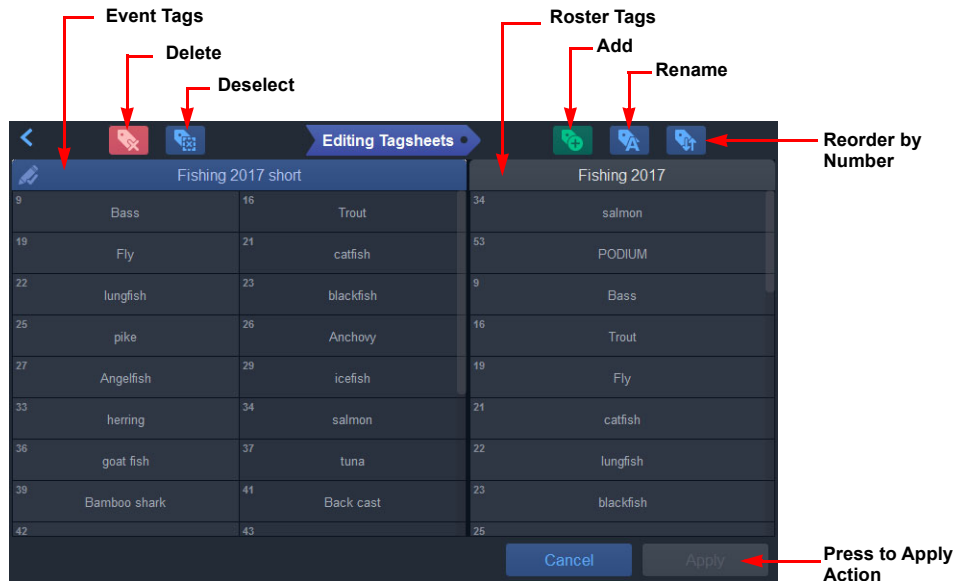 Event Tags
Roster Tags
Delete
Add
Deselect
Rename
Editing Tagsheets
Reorder by
Number
Fishing 2017 short
Fishing 2017
9 Bass 16 Trout 34 salmon
19 Fly 21 catfish 53 PODIUM
22 lungfish 23 blackfish 9 Bass
25 pike 26 Anchovy 16 Trout
27 Angelfish 29 icefish 19 Fly
33 herring 34 salmon 21 catfish
36 goat fish 37 tuna 22 lungfish
39 Bamboo shark 41 Back cast 23 blackfish
42 43 25
Cancel
Apply
Press to Apply
Action